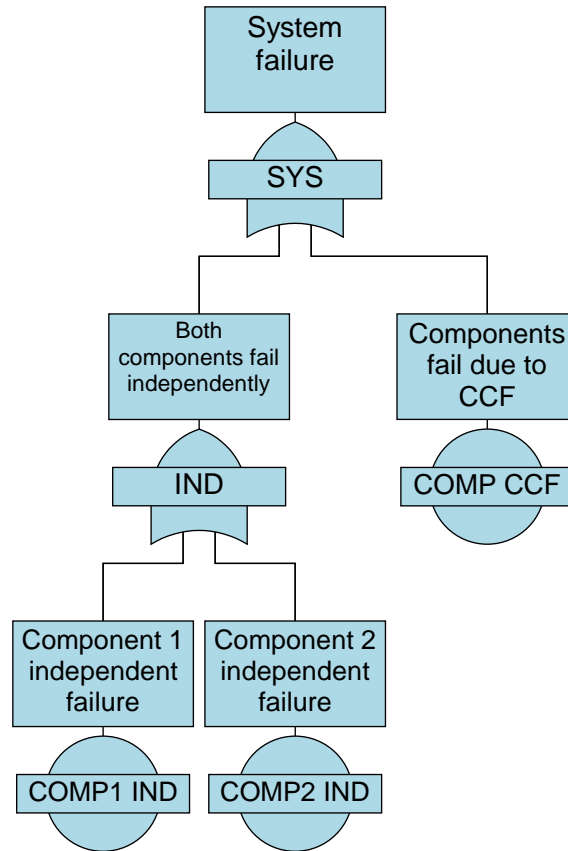 System
failure
SYS
Both
components fail
independently
Components
fail due to
CCF
IND
COMP CCF
Component 1
independent
failure
Component 2
independent
failure
COMP1 IND
COMP2 IND